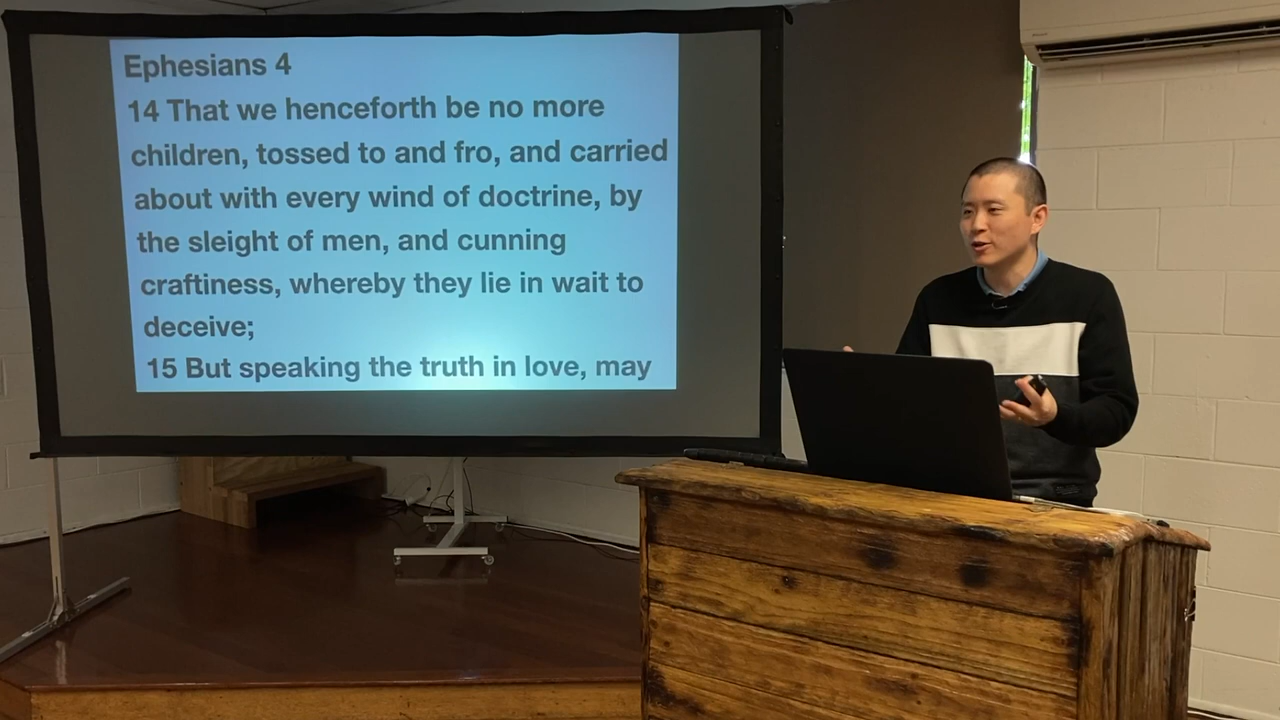 Ephesians 4
14 That we henceforth be no more
children, tossed to and fro, and carried
about with every wind of doctrine, by
the sleight of men, and cunning
craftiness, whereby they lie in wait to
deceive;
15 But speaking the truth in love, may